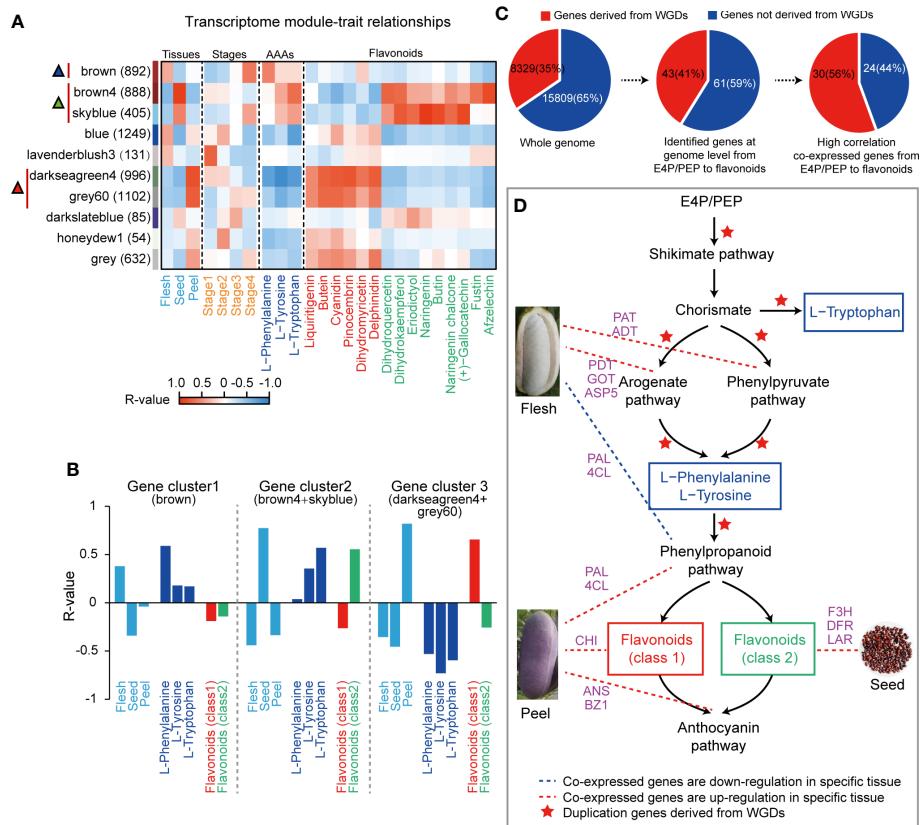 A
Transcriptome module-trait relationships
Tissues
Stages
AAAs
Flavonoids
brown (892)
brown4 (888)
skyblue (405)
blue (1249)
lavenderblush3 (131)
darkseagreen4 (996)
grey60 (1102)
darkslateblue (85)
honeydew1 (54)
grey (632)
Flesh
Seed
Peel
Stage1
Stage2
Stage3
Stage4
L-Phenylalanine
L-Tyrosine
L-Tryptophan
Liquiritigenin
Butein
Cyanidin
Pinocembrin
Dihydromyricetin
Delphinidin
Dihydroquercetin
Dihydrokaempferol
Eriodictyol
Naringenin
Butin
Naringenin chalcone
(+)-Gallocatechin
Fustin
Afzelechin
R-value
1.0 0.5 0 -0-5 -1.0
B
Gene cluster1
(brown)
Gene cluster2
(brown4+skyblue)
Gene cluster 3
(darkseagreen4+
grey60)
R-value
1
0.5
0
-0.5
-1
Flesh
Seed
Peel
L-Phenylalanine
L-Tyrosine
L-Tryptophan
Flavonoids (class1)
Flavonoids (class2)
Flesh
Seed
Peel
L-Phenylalanine
L-Tyrosine
L-Tryptophan
Flavonoids (class1)
Flavonoids (class2)
Flesh
Seed
Peel
L-Phenylalanine
L-Tyrosine
L-Tryptophan
Flavonoids (class1)
Flavonoids (class2)
C
Genes derived from WGDs
Genes not derived from WGDs
8329(35%)
15809(65%)
Whole genome
43(41%)
61(59%)
Identified genes at
genome level from
E4P/PEP to flavonoids
30(56%)
24(44%)
High correlation
co-expressed genes from
E4P/PEP to flavonoids
D
E4P/PEP
Shikimate pathway
Chorismate
L-Tryptophan
PAT
ADT
PDT
GOT
ASP5
Flesh
Arogenate
pathway
Phenylpyruvate
pathway
PAL
4CL
L-Phenylalanine
L-Tyrosine
Phenylpropanoid
pathway
PAL
4CL
CHI
Flavonoids
(class 1)
Flavonoids
(class 2)
F3H
DFR
LAR
Seed
ANS
BZ1
Peel
Anthocyanin
pathway
Co-expressed genes are down-regulation in specific tissue
Co-expressed genes are up-regulation in specific tissue
Duplication genes derived from WGDs